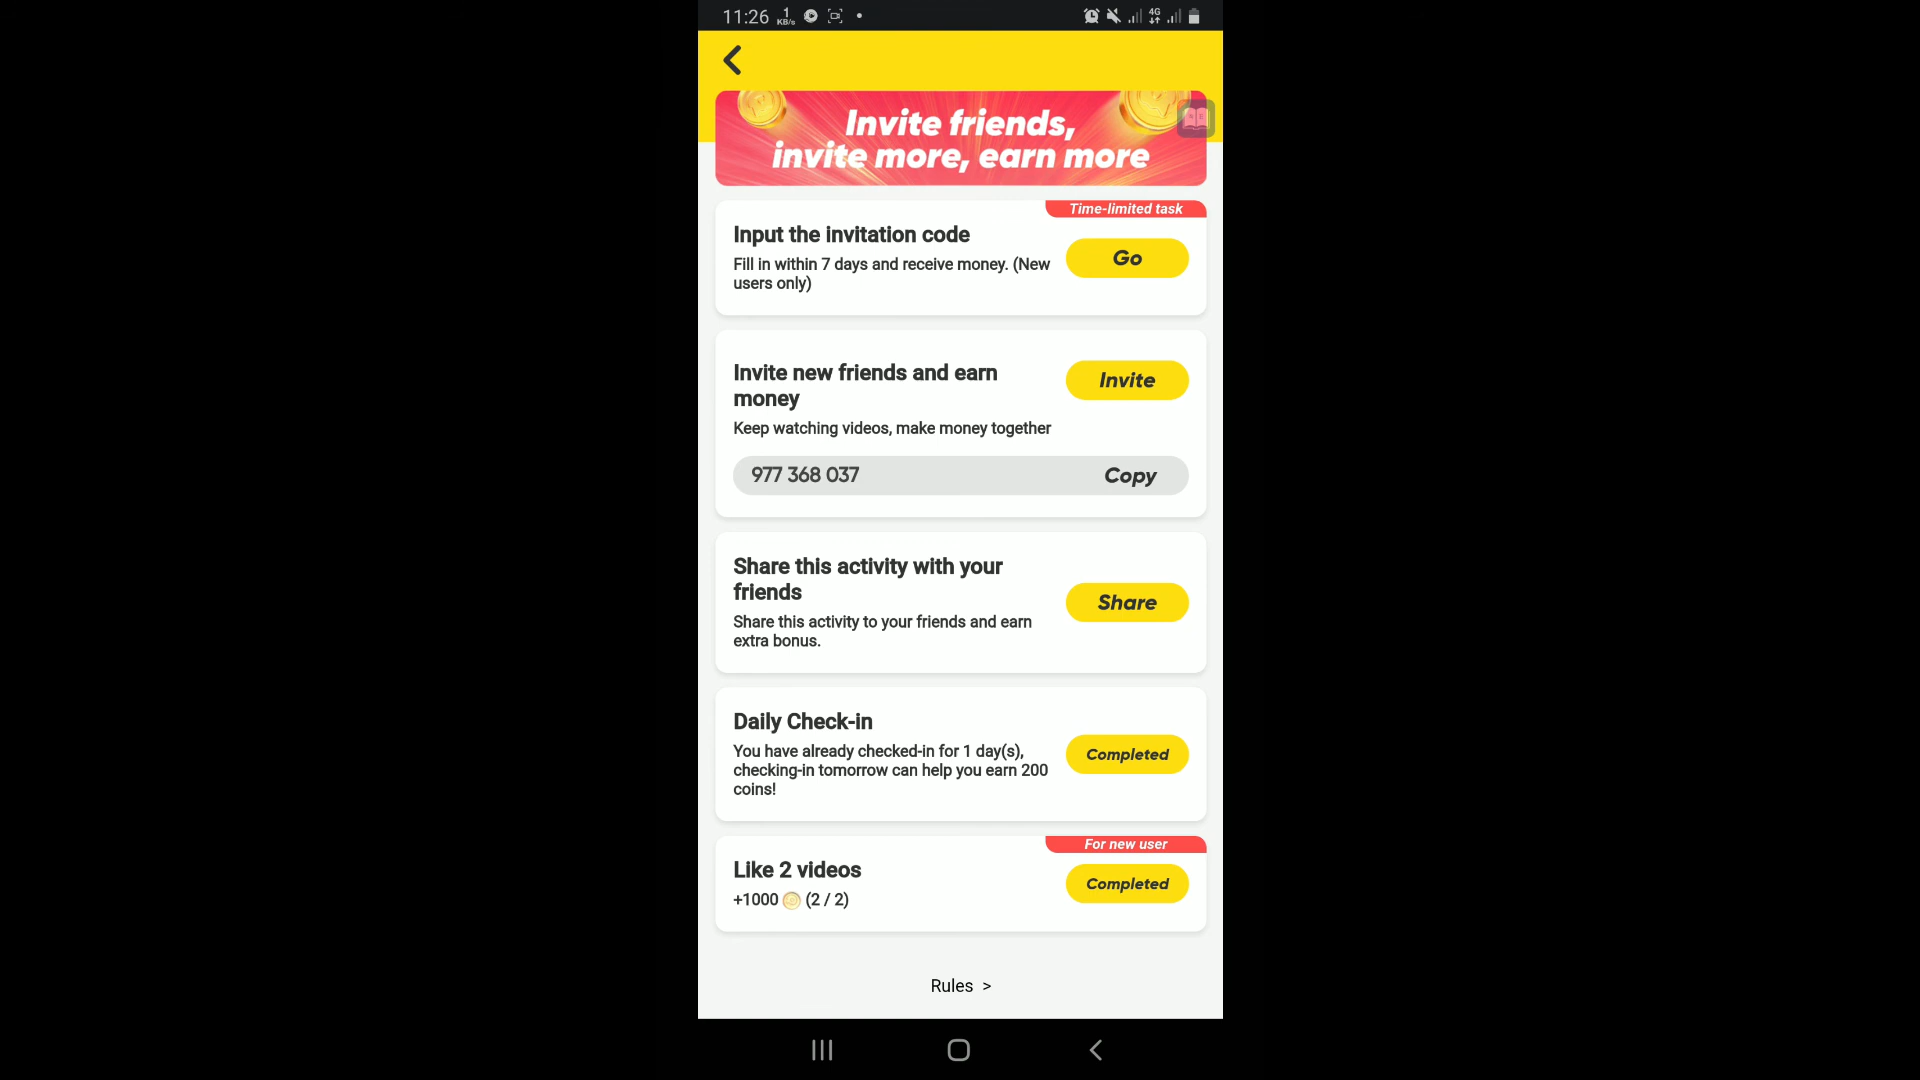 11:26 1 KB/s 4G
Invite friends,
invite more, earn more
Time-limited task
Input the invitation code
Fill in within 7 days and receive money. (New
users only)
Go
Invite new friends and earn
money
Invite
Keep watching videos, make money together
977 368 037 Copy
Share this activity with your
friends
Share this activity to your friends and earn
extra bonus.
Share
Daily Check-in
You have already checked-in for 1 day(s),
checking-in tomorrow can help you earn 200
coins!
Completed
For new user
Like 2 videos
+1000 (2 / 2)
Completed
Rules >